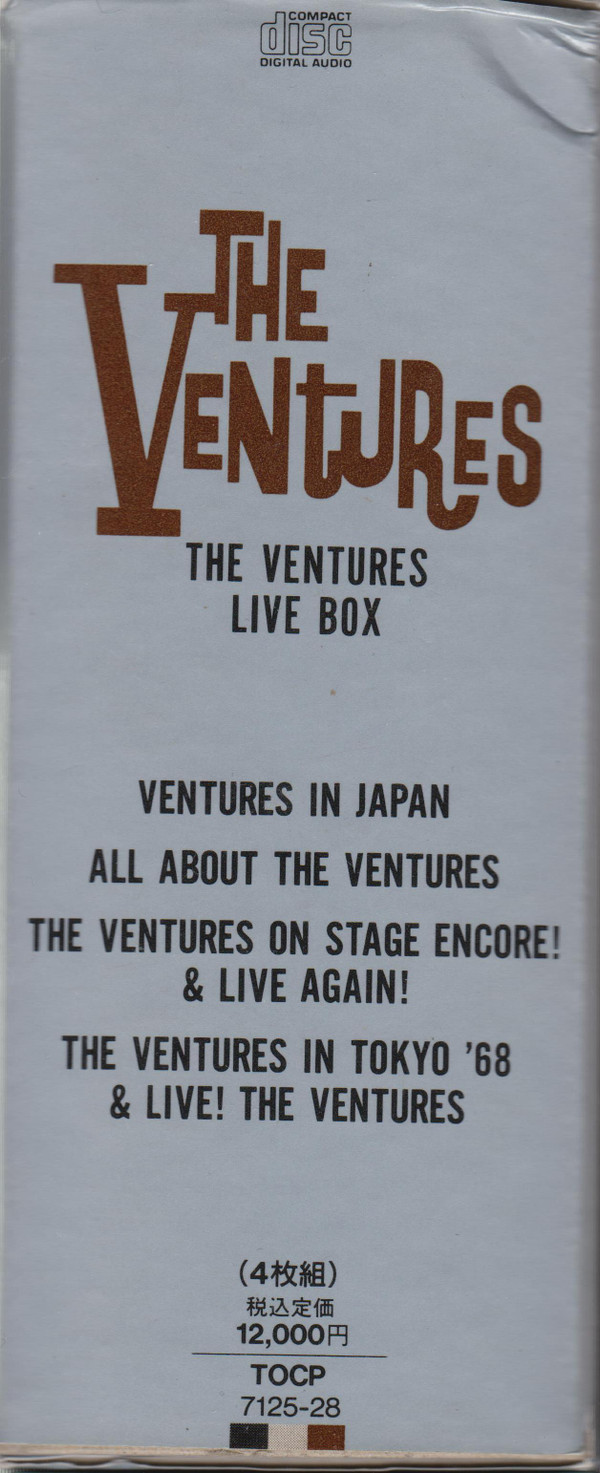 COMPACT
disc
DIGITAL AUDIO
THE
VENTURES
THE VENTURES
LIVE BOX
VENTURES IN JAPAN
ALL ABOUT THE VENTURES
THE VENTURES ON STAGE ENCORE!
& LIVE AGAIN!
THE VENTURES IN TOKYO ’68
& LIVE! THE VENTURES
(4枚組)
税込定価
12,000円
TOCP
7125-28